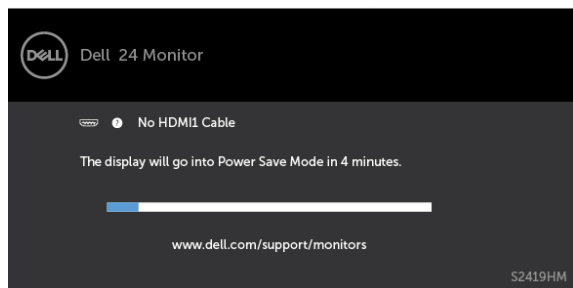 DELL
Dell 24 Monitor
? No HDMI1 Cable
The display will go into Power Save Mode in 4 minutes.
www.dell.com/support/monitors
S2419HM